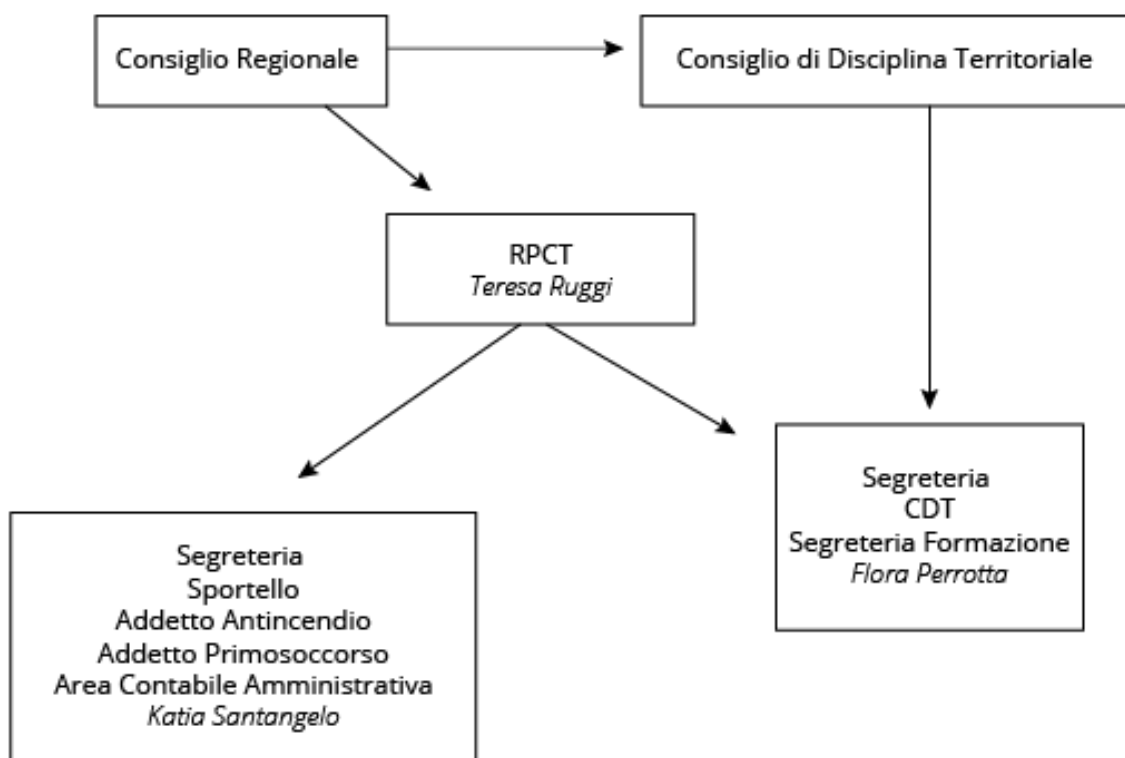 Consiglio Regionale
Consiglio di Disciplina Territoriale
RPCT
Teresa Ruggi
Segreteria
Sportello
Addetto Antincendio
Addetto Primosoccorso
Area Contabile Amministrativa
Katia Santangelo
Segreteria
CDT
Segreteria Formazione
Flora Perrotta